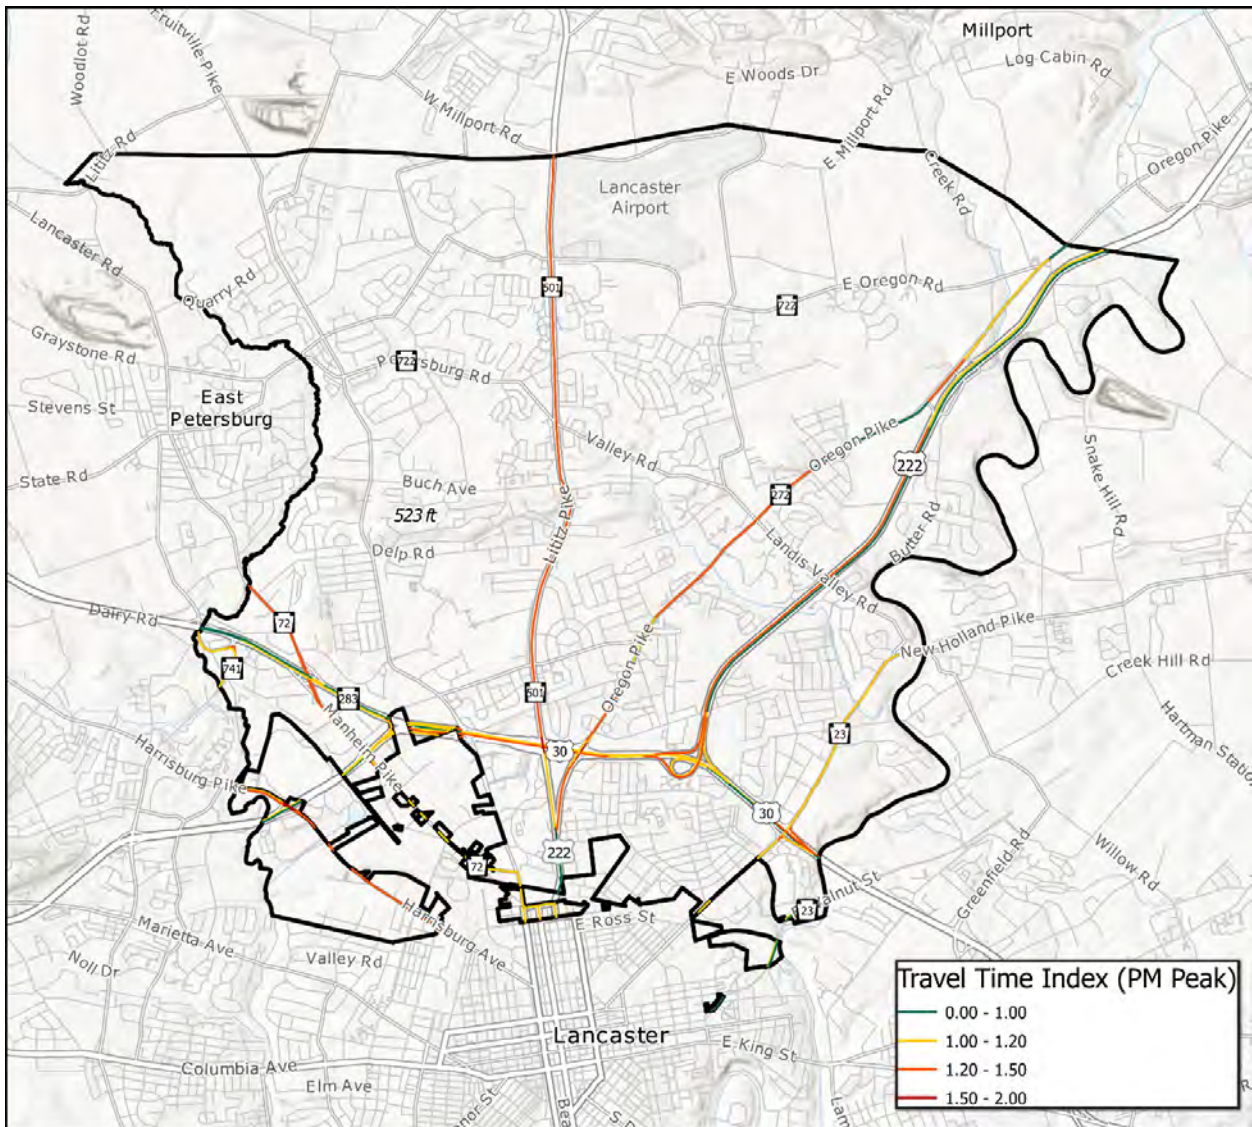 Millport
Woodlot Rd
Fruitville Pike
Log Cabin Rd
E Woods Dr
W Millport Rd
E Millport Rd
Oregon Pike
Lititz Rd
Creek Rd
Lancaster
Airport
Lancaster Rd
Quarry Rd
501
E Oregon Rd
722
Graystone Rd
722
Petersburg Rd
East
Petersburg
Stevens St
Valley Rd
Oregon Pike
Snake Hill Rd
State Rd
222
Buch Ave
272
523 ft
Lititz Pike
Butter Rd
Delp Rd
Landis Valley Rd
Dairy Rd
72
New Holland Pike
741
Oregon Pike
Creek Hill Rd
283
501
Manheim Pike
23
Hartman Station
Harrisburg Pike
30
30
222
Greenfield Rd
Willow Rd
72
Walnut St
23
Harrisburg Ave
E Ross St
Marietta Ave
Valley Rd
Noll Dr
Lancaster
E King St
Columbia Ave
Elm Ave
Travel Time Index (PM Peak)
0.00 - 1.00
1.00 - 1.20
1.20 - 1.50
1.50 - 2.00